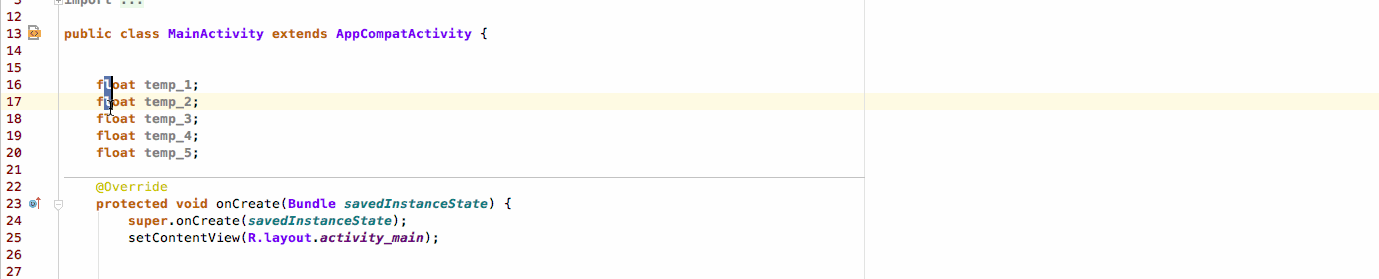 import ...
12
13 public class MainActivity extends AppCompatActivity {
14
15
16 float temp_1;
17 float temp_2;
18 float temp_3;
19 float temp_4;
20 float temp_5;
21
22 @Override
23 protected void onCreate(Bundle savedInstanceState) {
24 super.onCreate(savedInstanceState);
25 setContentView(R.layout.activity_main);
26
27